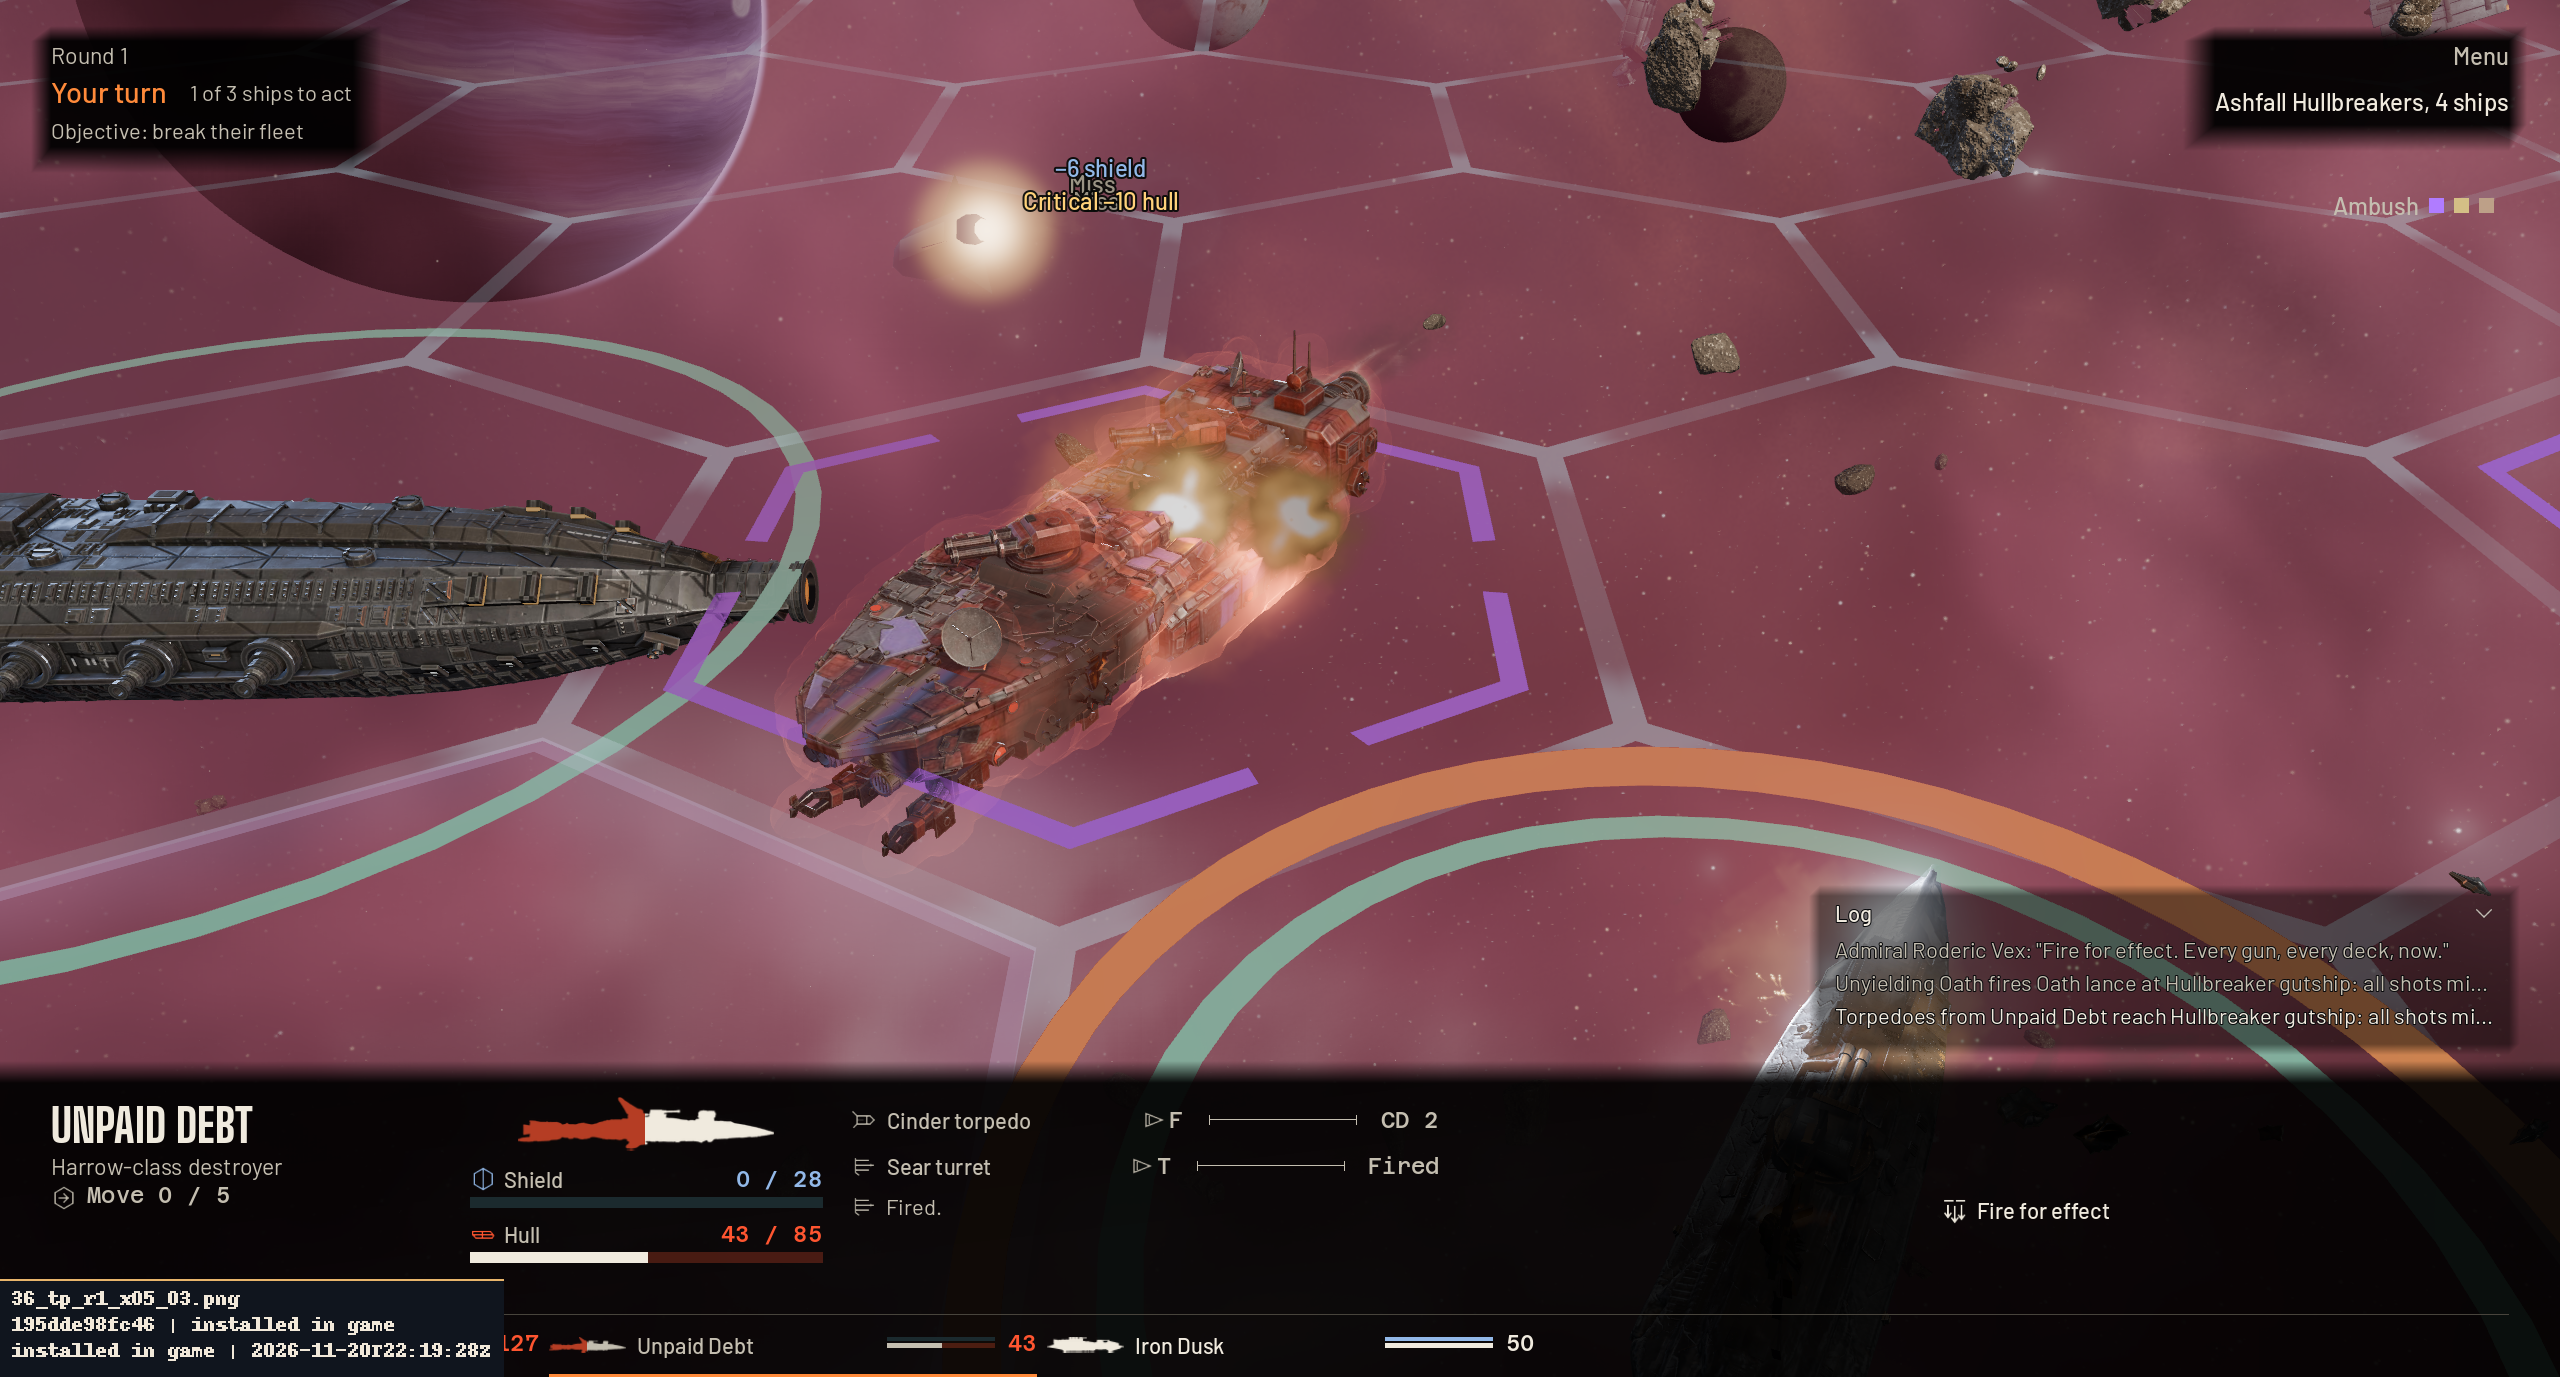 Round 1
Your turn 1 of 3 ships to act
Objective: break their fleet
Menu
Ashfall Hullbreakers, 4 ships
Ambush
-6 shield
Miss
Critical -10 hull
Log
Admiral Roderic Vex: "Fire for effect. Every gun, every deck, now."
Unyielding Oath fires Oath lance at Hullbreaker gutship: all shots mi...
Torpedoes from Unpaid Debt reach Hullbreaker gutship: all shots mi...
UNPAID DEBT
Harrow-class destroyer
Move 0 / 5
Shield 0 / 28
Hull 43 / 85
Cinder torpedo F CD 2
Sear turret T Fired
Fired.
Fire for effect
36_tp_r1_x05_03.png
195dde98fc46 | installed in game
installed in game | 2026-11-20T22:19:28Z
127 Unpaid Debt 43 Iron Dusk 50